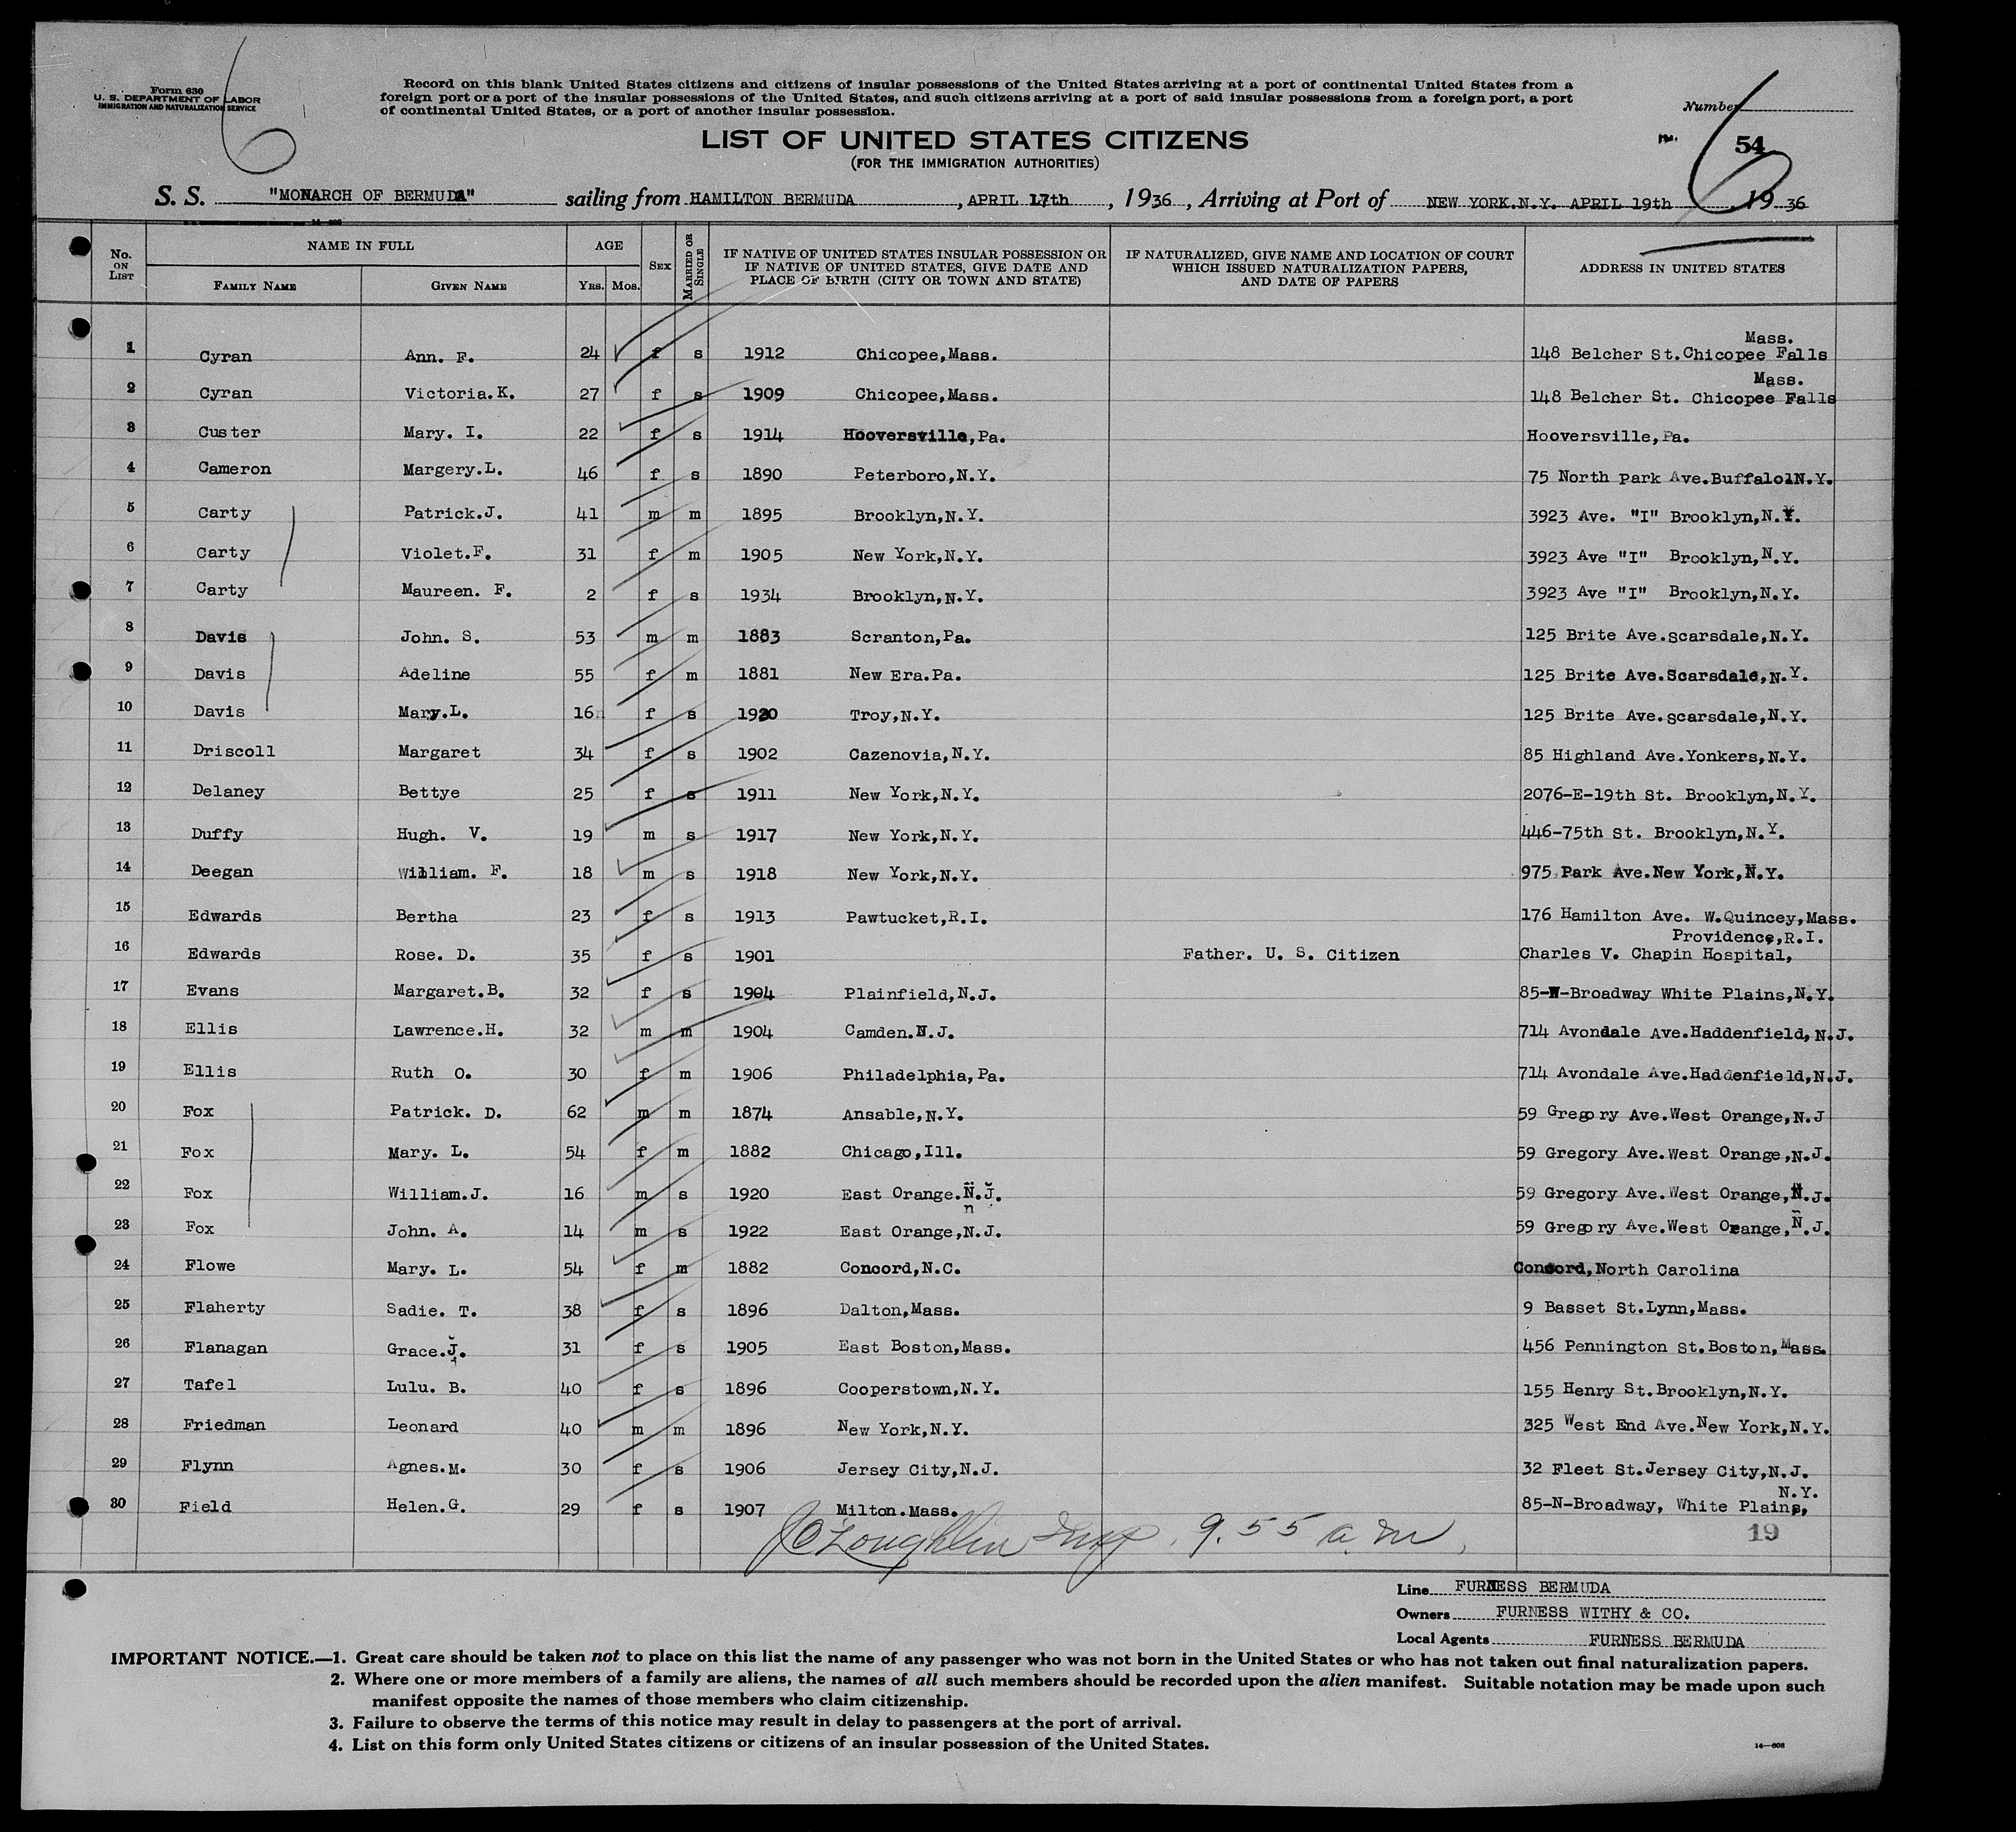 6
Form 630
U. S. DEPARTMENT OF LABOR
IMMIGRATION AND NATURALIZATION SERVICE
Record on this blank United States citizens and citizens of insular possessions of the United States arriving at a port of continental United States from a
foreign port or a port of the insular possessions of the United States, and such citizens arriving at a port of said insular possessions from a foreign port, a port
of continental United States, or a port of another insular possession.
Number
6
54
LIST OF UNITED STATES CITIZENS
(FOR THE IMMIGRATION AUTHORITIES)
S. S. "MONARCH OF BERMUDA" sailing from HAMILTON BERMUDA, APRIL 17th, 1936, Arriving at Port of NEW YORK.N.Y. APRIL 19th, 1936
No. ON LIST NAME IN FULL FAMILY NAME GIVEN NAME AGE YRS. MOS. SEX MARRIED OR SINGLE IF NATIVE OF UNITED STATES INSULAR POSSESSION OR IF NATIVE OF UNITED STATES, GIVE DATE AND PLACE OF BIRTH (CITY OR TOWN AND STATE) IF NATURALIZED, GIVE NAME AND LOCATION OF COURT WHICH ISSUED NATURALIZATION PAPERS, AND DATE OF PAPERS ADDRESS IN UNITED STATES
1 Cyran Ann. F. 24 f s 1912 Chicopee,Mass. 148 Belcher St.Chicopee Falls Mass.
2 Cyran Victoria.K. 27 f s 1909 Chicopee,Mass. 148 Belcher St. Chicopee Falls Mass.
3 Custer Mary. I. 22 f s 1914 Hooversville,Pa. Hooversville,Pa.
4 Cameron Margery.L. 46 f s 1890 Peterboro,N.Y. 75 North Park Ave.Buffalo1N.Y.
5 Carty Patrick.J. 41 m m 1895 Brooklyn,N.Y. 3923 Ave. "I" Brooklyn,N.Y.
6 Carty Violet.F. 31 f m 1905 New York,N.Y. 3923 Ave "I" Brooklyn,N.Y.
7 Carty Maureen. F. 2 f s 1934 Brooklyn,N.Y. 3923 Ave "I" Brooklyn,N.Y.
8 Davis John. S. 53 m m 1883 Scranton,Pa. 125 Brite Ave.scarsdale,N.Y.
9 Davis Adeline 55 f m 1881 New Era.Pa. 125 Brite Ave.Scarsdale,N.Y.
10 Davis Mary.L. 16 f s 1920 Troy,N.Y. 125 Brite Ave.scarsdale,N.Y.
11 Driscoll Margaret 34 f s 1902 Cazenovia,N.Y. 85 Highland Ave.Yonkers,N.Y.
12 Delaney Bettye 25 f s 1911 New York,N.Y. 2076-E-19th St. Brooklyn,N.Y.
13 Duffy Hugh. V. 19 m s 1917 New York,N.Y. 446-75th St. Brooklyn,N.Y.
14 Deegan William. F. 18 m s 1918 New York,N.Y. 975 Park Ave.New York,N.Y.
15 Edwards Bertha 23 f s 1913 Pawtucket,R.I. 176 Hamilton Ave. W.Quincey,Mass.
16 Edwards Rose. D. 35 f s 1901 Father. U. S. Citizen Providence,R.I. Charles V. Chapin Hospital,
17 Evans Margaret.B. 32 f s 1904 Plainfield,N.J. 85-N-Broadway White Plains,N.Y.
18 Ellis Lawrence.H. 32 m m 1904 Camden.N.J. 714 Avondale Ave.Haddenfield,N.J.
19 Ellis Ruth O. 30 f m 1906 Philadelphia,Pa. 714 Avondale Ave.Haddenfield,N.J.
20 Fox Patrick. D. 62 m m 1874 Ansable,N.Y. 59 Gregory Ave.West Orange,N.J
21 Fox Mary. L. 54 f m 1882 Chicago,Ill. 59 Gregory Ave.West Orange,N.J.
22 Fox William.J. 16 m s 1920 East Orange.N.J. 59 Gregory Ave.West Orange,N.J.
23 Fox John. A. 14 m s 1922 East Orange,N.J. 59 Gregory Ave.West Orange,N.J.
24 Flowe Mary. L. 54 f m 1882 Concord,N.C. Concord,North Carolina
25 Flaherty Sadie. T. 38 f s 1896 Dalton,Mass. 9 Basset St.Lynn,Mass.
26 Flanagan Grace.J. 31 f s 1905 East Boston,Mass. 456 Pennington St.Boston,Mass.
27 Tafel Lulu. B. 40 f s 1896 Cooperstown,N.Y. 155 Henry St.Brooklyn,N.Y.
28 Friedman Leonard 40 m m 1896 New York,N.Y. 325 West End Ave.New York,N.Y.
29 Flynn Agnes.M. 30 f s 1906 Jersey City,N.J. 32 Fleet St.Jersey City,N.J.
30 Field Helen.G. 29 f s 1907 Milton.Mass. 85-N-Broadway, White Plains, N.Y.
J O'Loughlin Insp. 9.55 a.m.
19
Line FURNESS BERMUDA
Owners FURNESS WITHY & CO.
Local Agents FURNESS BERMUDA
IMPORTANT NOTICE.—1. Great care should be taken not to place on this list the name of any passenger who was not born in the United States or who has not taken out final naturalization papers.
2. Where one or more members of a family are aliens, the names of all such members should be recorded upon the alien manifest. Suitable notation may be made upon such
manifest opposite the names of those members who claim citizenship.
3. Failure to observe the terms of this notice may result in delay to passengers at the port of arrival.
4. List on this form only United States citizens or citizens of an insular possession of the United States.
14—608